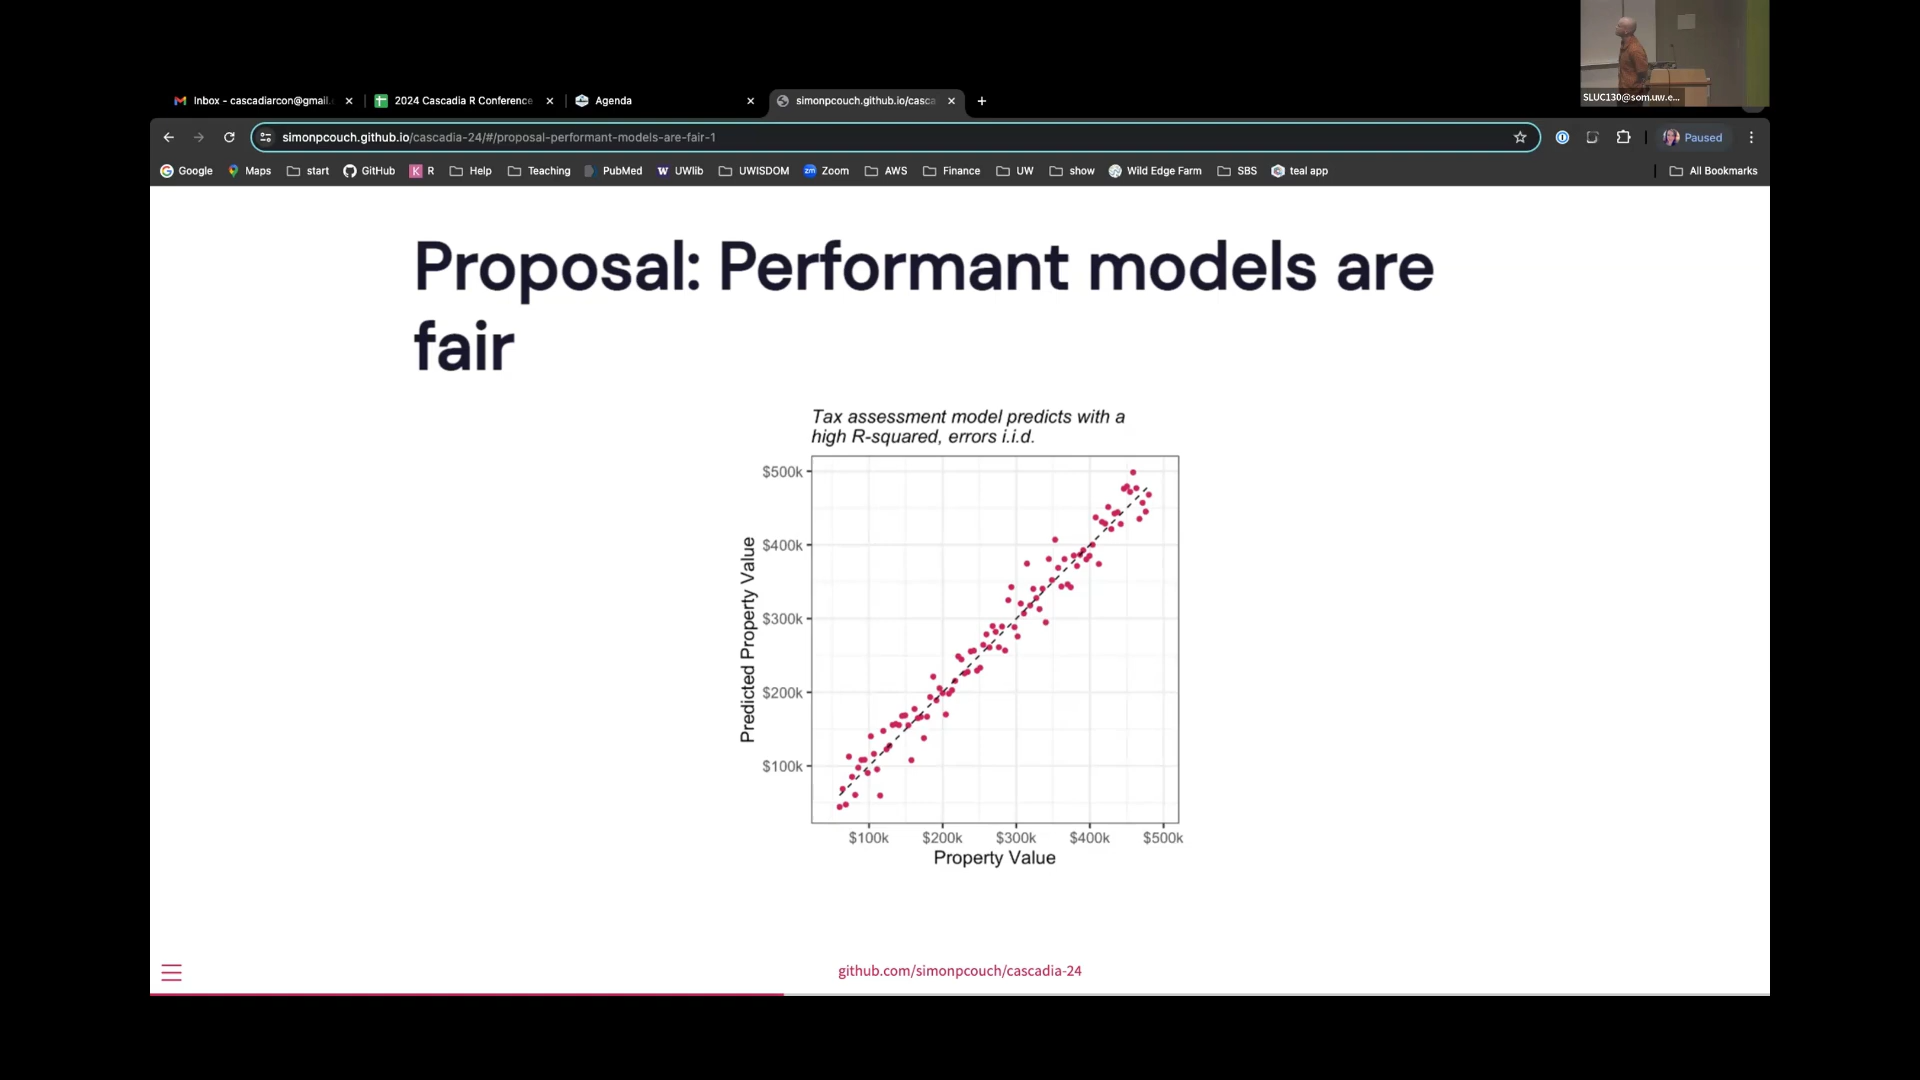 SLUC130@som.uw.e...
Inbox - cascadiarcon@gmail.
2024 Cascadia R Conference
Agenda
simonpcouch.github.io/casca
simonpcouch.github.io/cascadia-24/#/proposal-performant-models-are-fair-1
Paused
Google
Maps
start
GitHub
K R
Help
Teaching
PubMed
W UWlib
UWISDOM
zm Zoom
AWS
Finance
UW
show
Wild Edge Farm
SBS
teal app
All Bookmarks
Proposal: Performant models are
fair
Tax assessment model predicts with a
high R-squared, errors i.i.d.
Predicted Property Value
$500k
$400k
$300k
$200k
$100k
$100k $200k $300k $400k $500k
Property Value
github.com/simonpcouch/cascadia-24